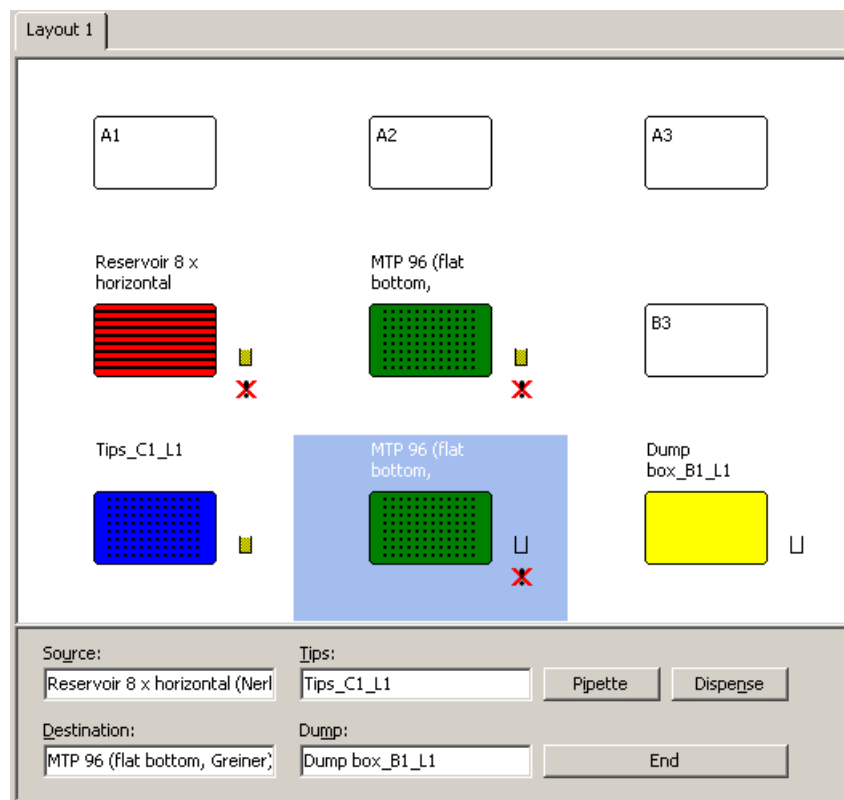 Layout 1
A1
A2
A3
Reservoir 8 x
horizontal
MTP 96 (flat
bottom,
B3
Tips_C1_L1
MTP 96 (flat
bottom,
Dump
box_B1_L1
Source:
Tips:
Reservoir 8 x horizontal (Nerl
Tips_C1_L1
Pipette
Dispense
Destination:
Dump:
MTP 96 (flat bottom, Greiner)
Dump box_B1_L1
End